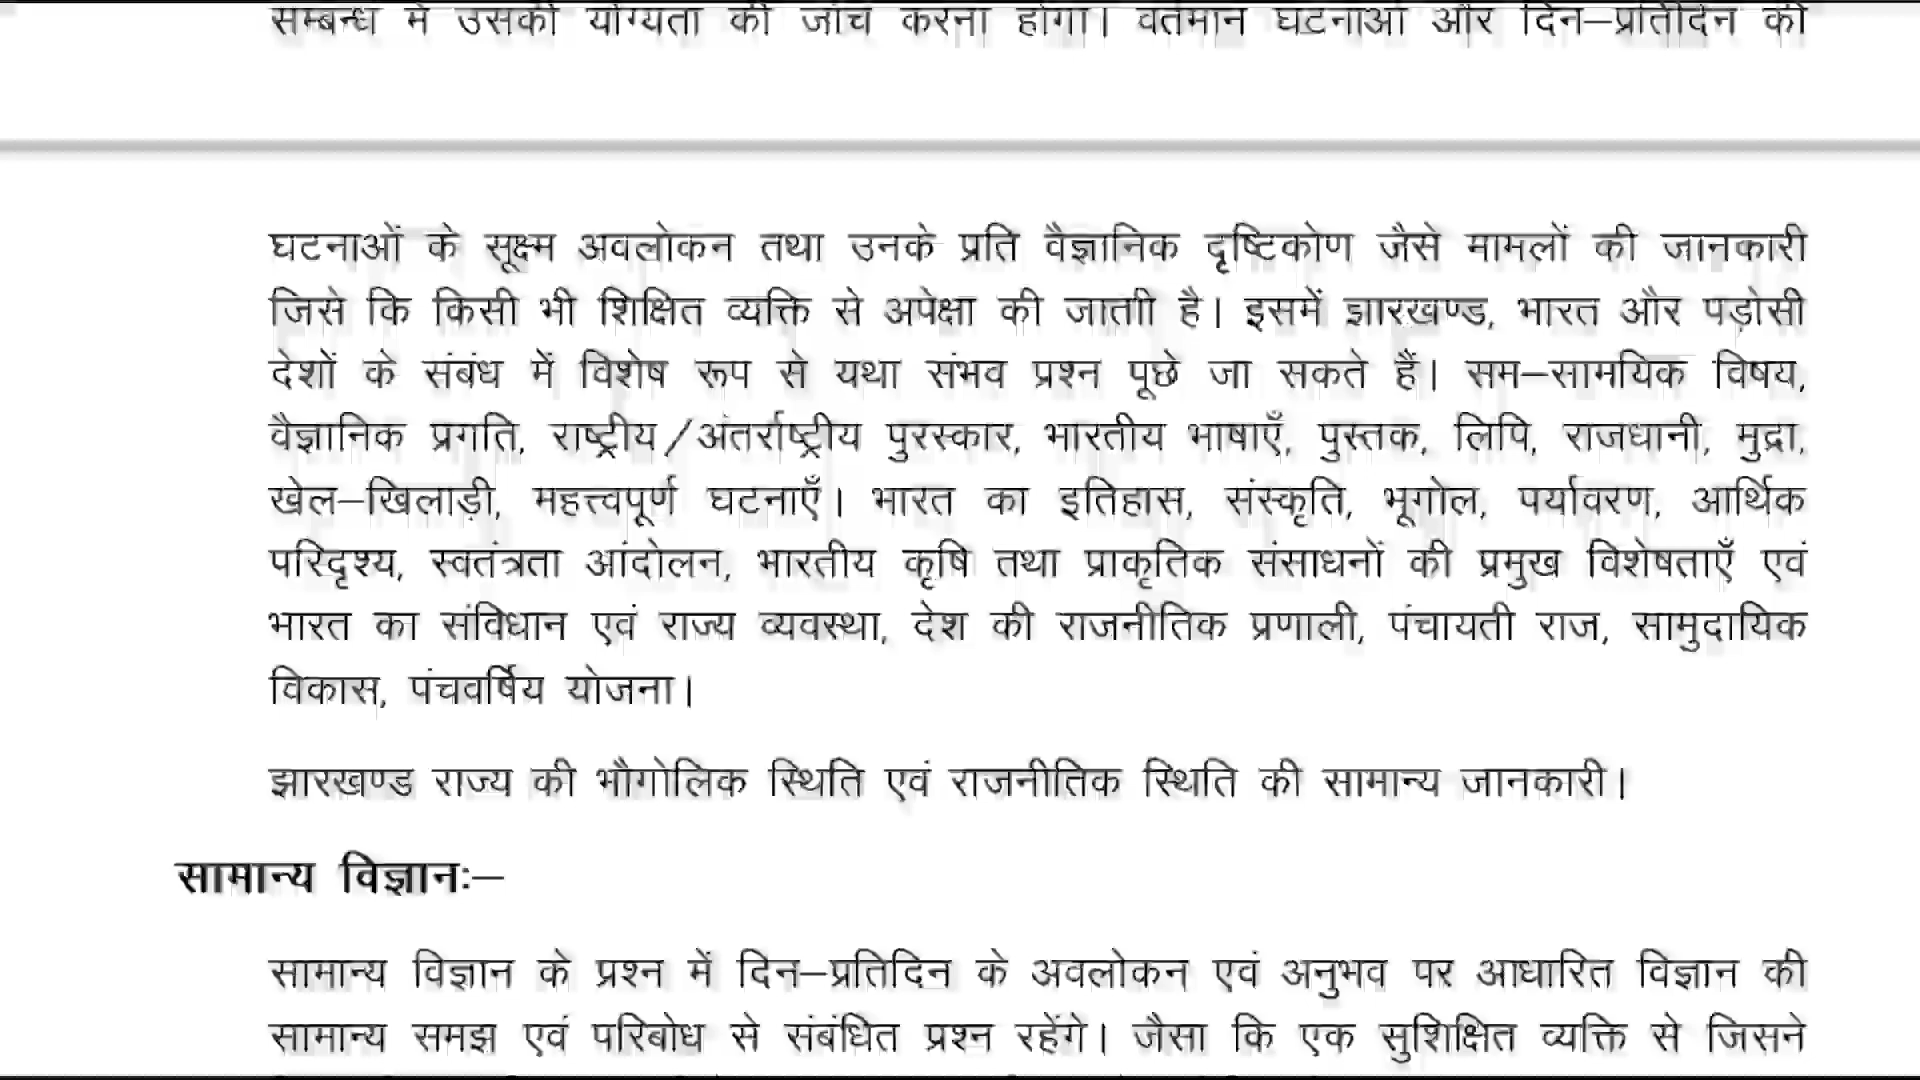 सम्बन्ध में उसकी योग्यता की जाँच करना होगा। वर्तमान घटनाओं और दिन–प्रतिदिन की
घटनाओं के सूक्ष्म अवलोकन तथा उनके प्रति वैज्ञानिक दृष्टिकोण जैसे मामलों की जानकारी
जिसे कि किसी भी शिक्षित व्यक्ति से अपेक्षा की जाताी है। इसमें झारखण्ड, भारत और पड़ोसी
देशों के संबंध में विशेष रूप से यथा संभव प्रश्न पूछे जा सकते हैं। सम–सामयिक विषय,
वैज्ञानिक प्रगति, राष्ट्रीय/अंतर्राष्ट्रीय पुरस्कार, भारतीय भाषाएँ, पुस्तक, लिपि, राजधानी, मुद्रा,
खेल–खिलाड़ी, महत्त्वपूर्ण घटनाएँ। भारत का इतिहास, संस्कृति, भूगोल, पर्यावरण, आर्थिक
परिदृश्य, स्वतंत्रता आंदोलन, भारतीय कृषि तथा प्राकृतिक संसाधनों की प्रमुख विशेषताएँ एवं
भारत का संविधान एवं राज्य व्यवस्था, देश की राजनीतिक प्रणाली, पंचायती राज, सामुदायिक
विकास, पंचवर्षिय योजना।
झारखण्ड राज्य की भौगोलिक स्थिति एवं राजनीतिक स्थिति की सामान्य जानकारी।
सामान्य विज्ञानः–
सामान्य विज्ञान के प्रश्न में दिन–प्रतिदिन के अवलोकन एवं अनुभव पर आधारित विज्ञान की
सामान्य समझ एवं परिबोध से संबंधित प्रश्न रहेंगे। जैसा कि एक सुशिक्षित व्यक्ति से जिसने